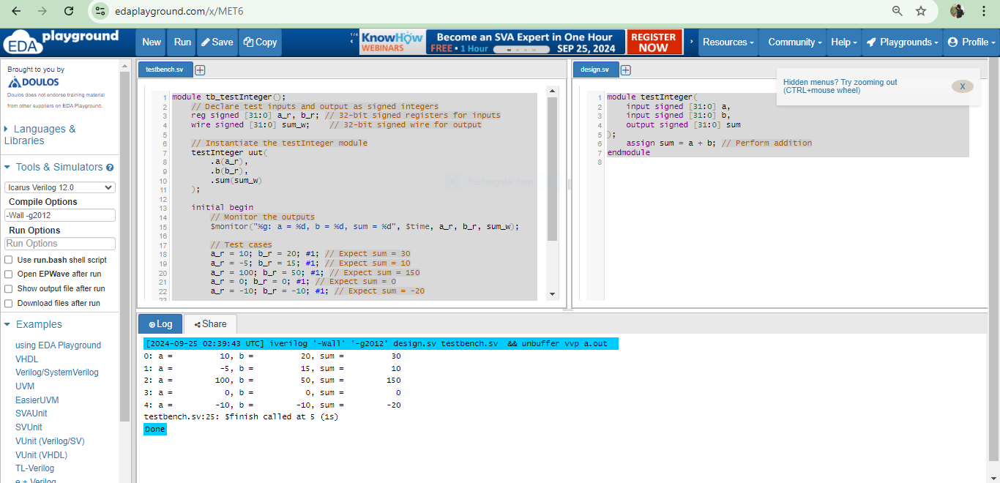 edaplayground.com/x/MET6
EDA playground
New
Run
Save
Copy
1/4
KnowHow WEBINARS
Become an SVA Expert in One Hour
FREE • 1 Hour
SEP 25, 2024
REGISTER NOW
Resources
Community
Help
Playgrounds
Profile
Brought to you by
DOULOS
Doulos does not endorse training material
from other suppliers on EDA Playground.
Languages &
Libraries
Tools & Simulators
Icarus Verilog 12.0
Compile Options
-Wall -g2012
Run Options
Run Options
Use run.bash shell script
Open EPWave after run
Show output file after run
Download files after run
Examples
using EDA Playground
VHDL
Verilog/SystemVerilog
UVM
EasierUVM
SVAUnit
SVUnit
VUnit (Verilog/SV)
VUnit (VHDL)
TL-Verilog
e + Verilog
testbench.sv
1 module tb_testInteger();
2 // Declare test inputs and output as signed integers
3 reg signed [31:0] a_r, b_r; // 32-bit signed registers for inputs
4 wire signed [31:0] sum_w; // 32-bit signed wire for output
5
6 // Instantiate the testInteger module
7 testInteger uut(
8 .a(a_r),
9 .b(b_r),
10 .sum(sum_w)
11 );
12
13 initial begin
14 // Monitor the outputs
15 $monitor("%g: a = %d, b = %d, sum = %d", $time, a_r, b_r, sum_w);
16
17 // Test cases
18 a_r = 10; b_r = 20; #1; // Expect sum = 30
19 a_r = -5; b_r = 15; #1; // Expect sum = 10
20 a_r = 100; b_r = 50; #1; // Expect sum = 150
21 a_r = 0; b_r = 0; #1; // Expect sum = 0
22 a_r = -10; b_r = -10; #1; // Expect sum = -20
23
Rectangular Snip
design.sv
Hidden menus? Try zooming out
(CTRL+mouse wheel)
X
1 module testInteger(
2 input signed [31:0] a,
3 input signed [31:0] b,
4 output signed [31:0] sum
5 );
6 assign sum = a + b; // Perform addition
7 endmodule
8
Log
Share
[2024-09-25 02:39:43 UTC] iverilog '-Wall' '-g2012' design.sv testbench.sv && unbuffer vvp a.out
0: a = 10, b = 20, sum = 30
1: a = -5, b = 15, sum = 10
2: a = 100, b = 50, sum = 150
3: a = 0, b = 0, sum = 0
4: a = -10, b = -10, sum = -20
testbench.sv:25: $finish called at 5 (1s)
Done